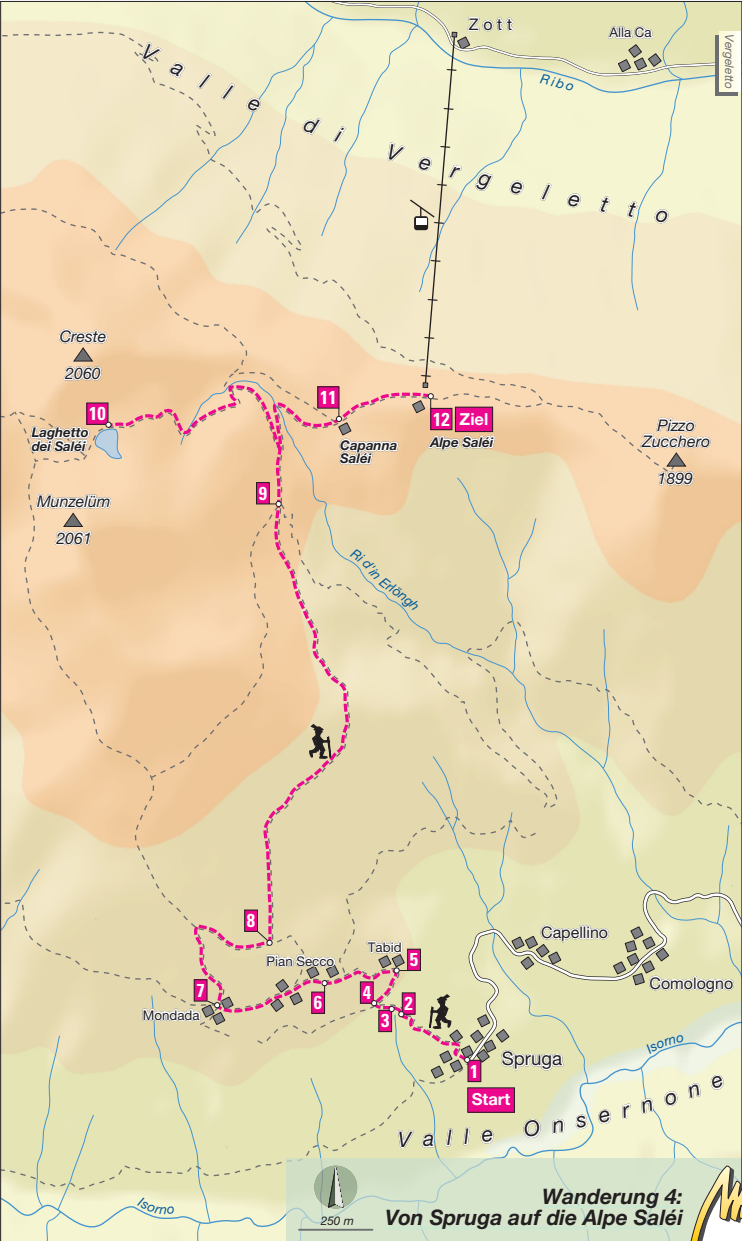 Zott
Alla Ca
Vergeletto
Ribo
Valle di Vergeletto
Creste
2060
10
Laghetto
dei Saléi
11
Capanna
Saléi
12 Ziel
Alpe Saléi
Pizzo
Zucchero
1899
Munzelüm
2061
9
Ri d'in Erlöngh
8
Capellino
Comologno
Tabid
5
Pian Secco
7
6
4
3
2
Mondada
Spruga
1
Start
Isorno
Valle Onsernone
Isorno
250 m
Wanderung 4:
Von Spruga auf die Alpe Saléi